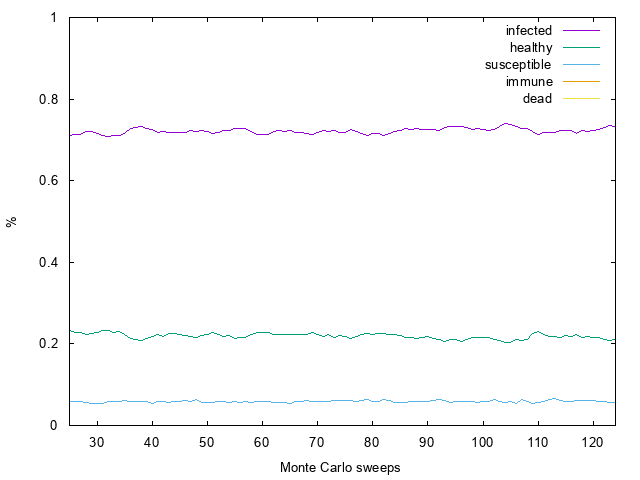 1
0.8
0.6
0.4
0.2
0
%
30 40 50 60 70 80 90 100 110 120
Monte Carlo sweeps
infected
healthy
susceptible
immune
dead